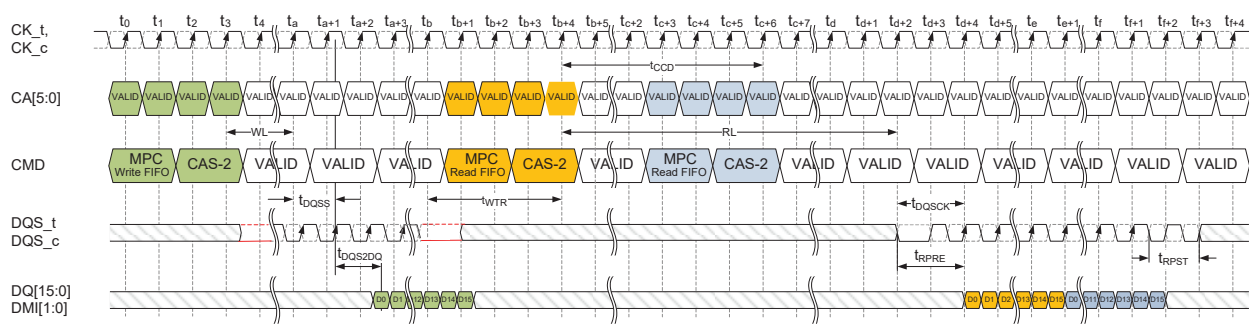 t0 t1 t2 t3 t4 ta ta+1 ta+2 ta+3 tb tb+1 tb+2 tb+3 tb+4 tb+5 tc+2 tc+3 tc+4 tc+5 tc+6 tc+7 td td+1 td+2 td+3 td+4 td+5 te te+1 tf tf+1 tf+2 tf+3 tf+4
CK_t,
CK_c
tCCD
CA[5:0] VALID VALID VALID VALID VALID VALID VALID VALID VALID VALID VALID VALID VALID VALID VALID VALID VALID VALID VALID VALID VALID VALID VALID VALID VALID VALID VALID VALID VALID VALID VALID VALID VALID VALID
WL RL
CMD MPC Write FIFO CAS-2 VALID VALID VALID MPC Read FIFO CAS-2 VALID MPC Read FIFO CAS-2 VALID VALID VALID VALID VALID VALID VALID
tDQSS tWTR tDQSCK
DQS_t
DQS_c
tDQS2DQ tRPRE tRPST
DQ[15:0] D0 D1 D13 D14 D15 D0 D1 D2 D13 D14 D15 D0 D11 D12 D13 D14 D15
DMI[1:0]